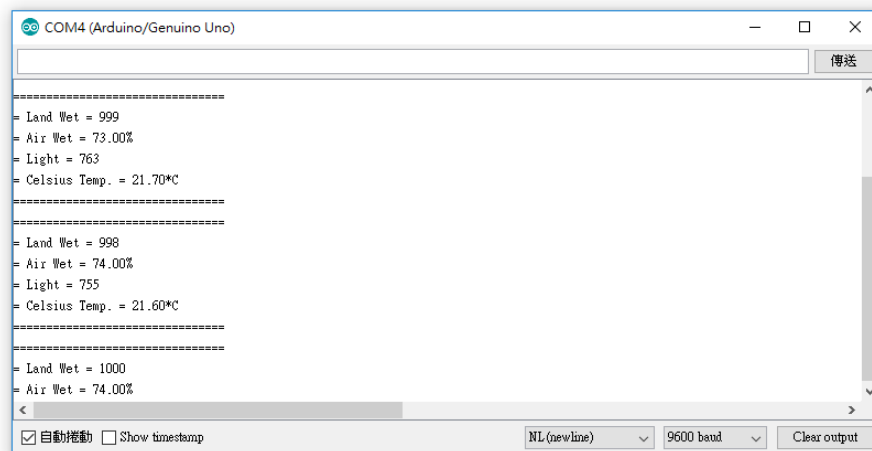 COM4 (Arduino/Genuino Uno)
傳送
================================
= Land Wet = 999
= Air Wet = 73.00%
= Light = 763
= Celsius Temp. = 21.70*C
================================
================================
= Land Wet = 998
= Air Wet = 74.00%
= Light = 755
= Celsius Temp. = 21.60*C
================================
================================
= Land Wet = 1000
= Air Wet = 74.00%
自動捲動 Show timestamp NL(newline) 9600 baud Clear output